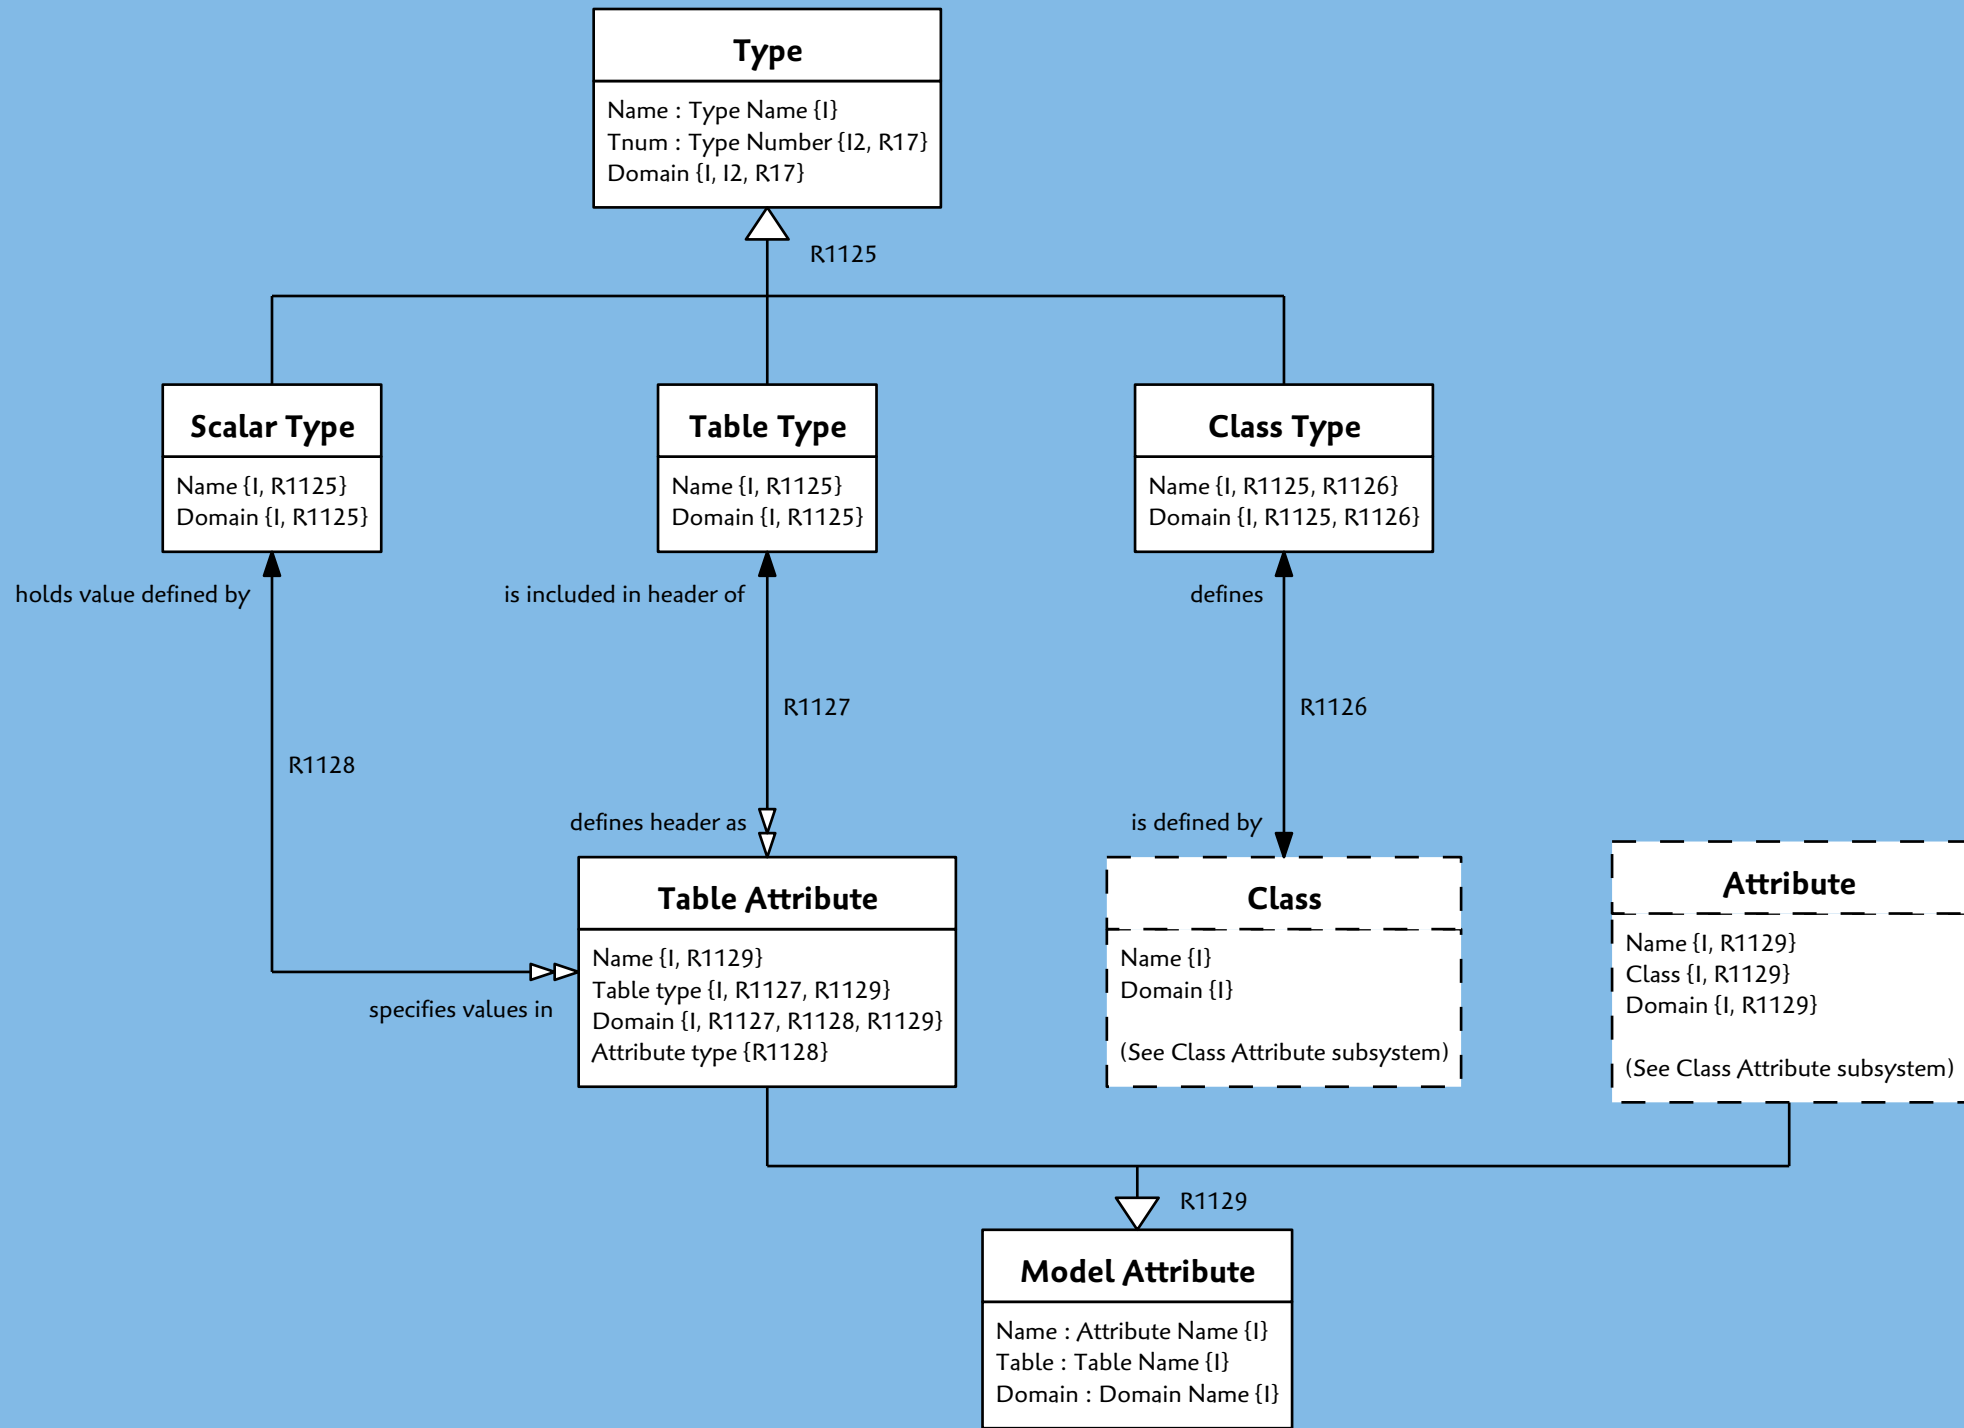 Type
Name : Type Name {I}
Tnum : Type Number {I2, R17}
Domain {I, I2, R17}
R1125
Scalar Type
Name {I, R1125}
Domain {I, R1125}
Table Type
Name {I, R1125}
Domain {I, R1125}
Class Type
Name {I, R1125, R1126}
Domain {I, R1125, R1126}
holds value defined by
is included in header of
defines
R1127
R1126
R1128
defines header as
is defined by
specifies values in
Table Attribute
Name {I, R1129}
Table type {I, R1127, R1129}
Domain {I, R1127, R1128, R1129}
Attribute type {R1128}
Class
Name {I}
Domain {I}
(See Class Attribute subsystem)
Attribute
Name {I, R1129}
Class {I, R1129}
Domain {I, R1129}
(See Class Attribute subsystem)
R1129
Model Attribute
Name : Attribute Name {I}
Table : Table Name {I}
Domain : Domain Name {I}